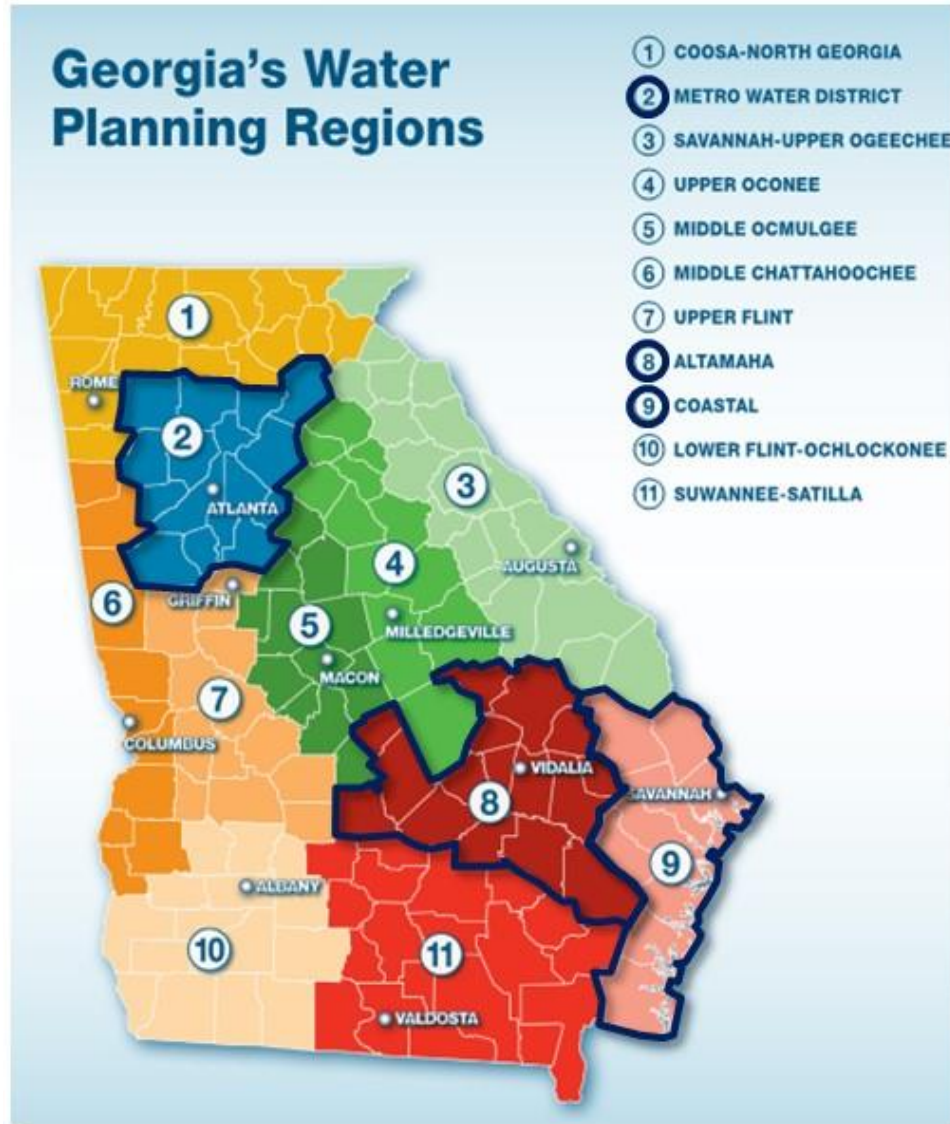 Georgia's Water
Planning Regions
1 COOSA-NORTH GEORGIA
2 METRO WATER DISTRICT
3 SAVANNAH-UPPER OGEECHEE
4 UPPER OCONEE
5 MIDDLE OCMULGEE
6 MIDDLE CHATTAHOOCHEE
7 UPPER FLINT
8 ALTAMAHA
9 COASTAL
10 LOWER FLINT-OCHLOCKONEE
11 SUWANNEE-SATILLA
1
ROME
2
ATLANTA
3
AUGUSTA
4
GRIFFIN
6
5
MILLEDGEVILLE
MACON
7
COLUMBUS
VIDALIA
SAVANNAH
8
9
ALBANY
10
11
VALDOSTA